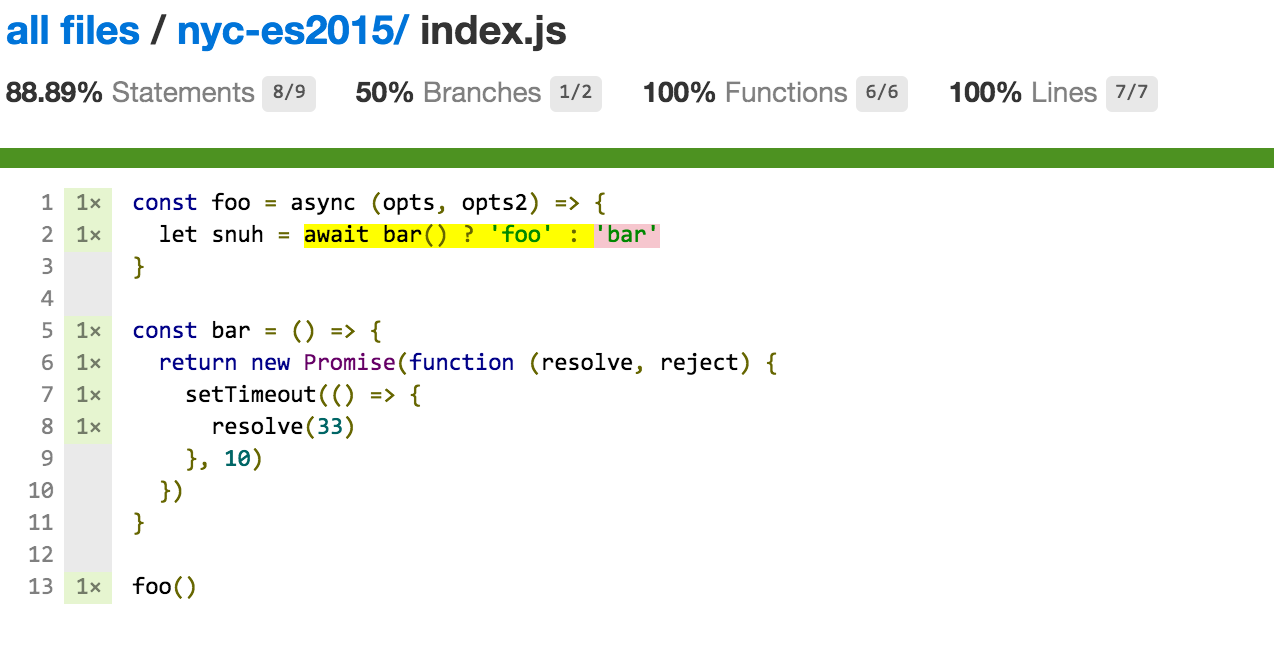 all files / nyc-es2015/ index.js
88.89% Statements 8/9 50% Branches 1/2 100% Functions 6/6 100% Lines 7/7
1 1× const foo = async (opts, opts2) => {
2 1×   let snuh = await bar() ? 'foo' : 'bar'
3 }
4
5 1× const bar = () => {
6 1×   return new Promise(function (resolve, reject) {
7 1×     setTimeout(() => {
8 1×       resolve(33)
9     }, 10)
10   })
11 }
12
13 1× foo()